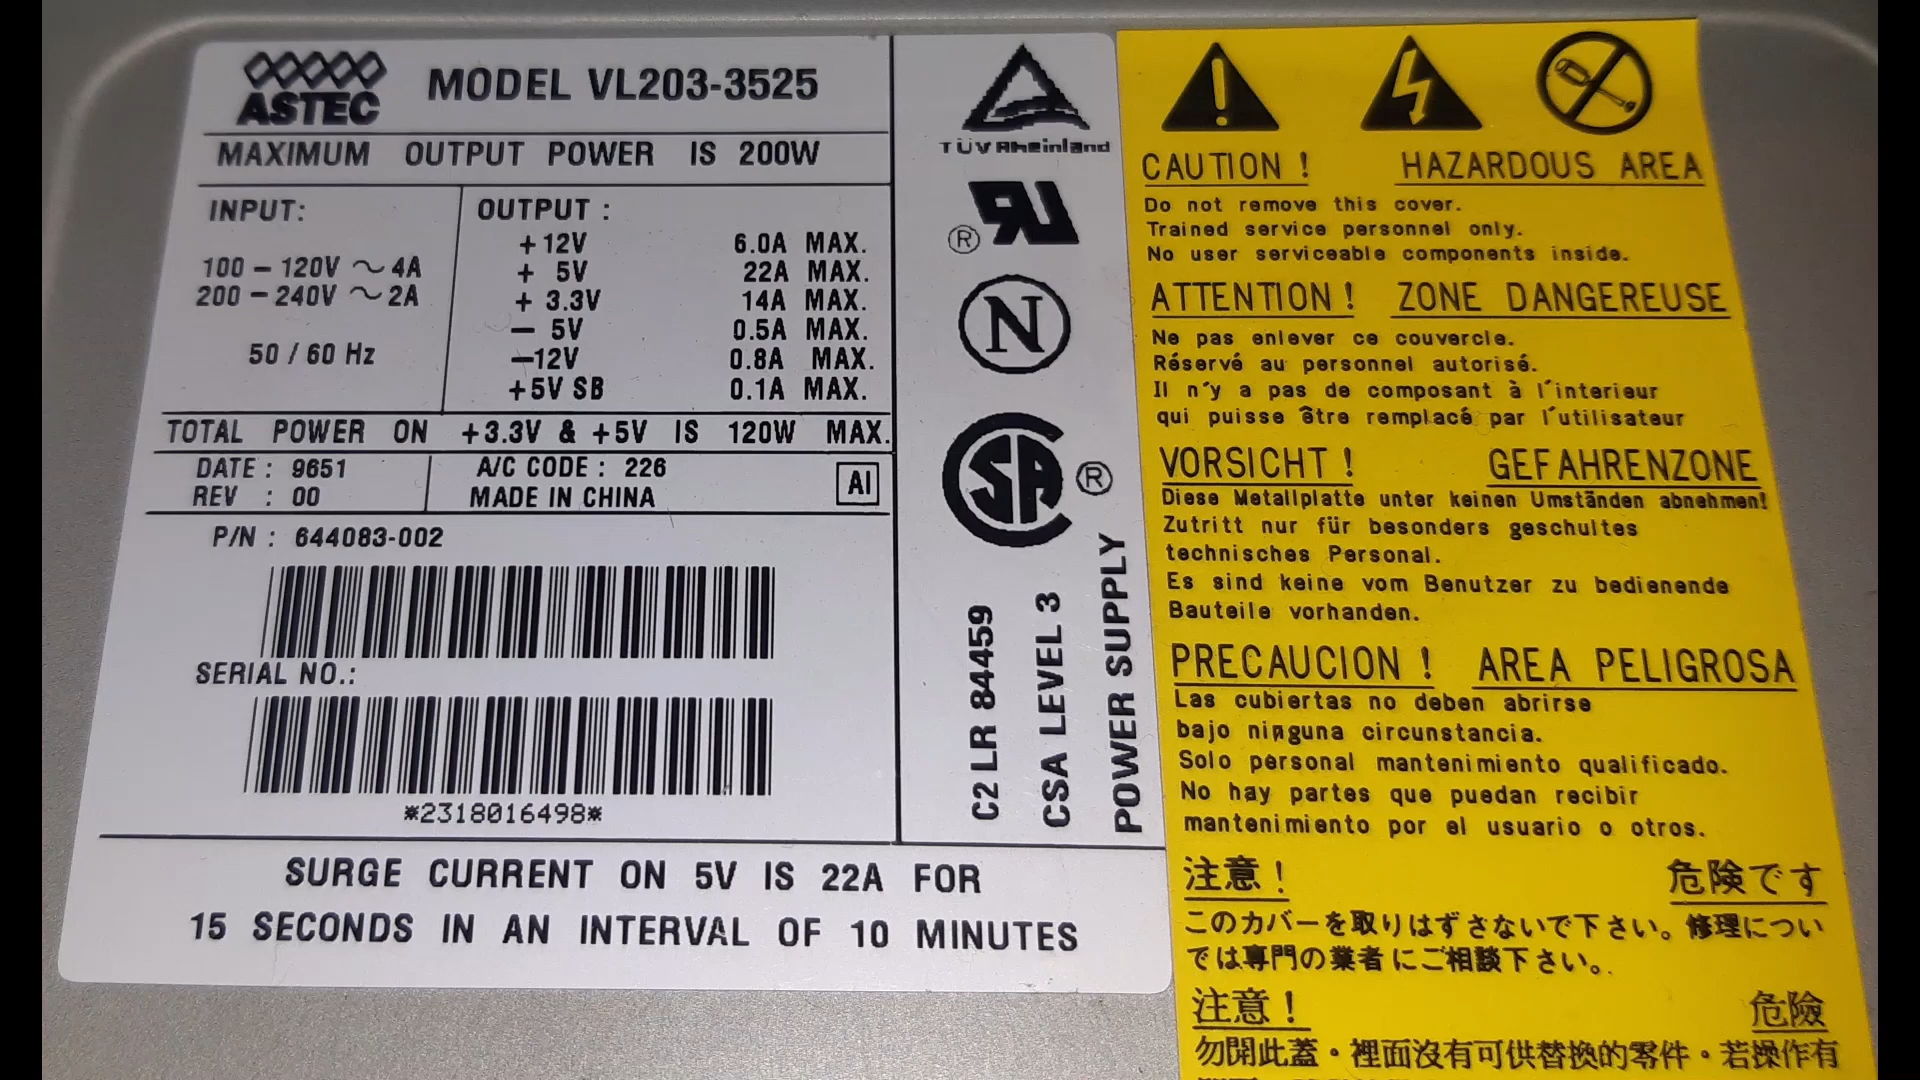 ASTEC MODEL VL203-3525
MAXIMUM OUTPUT POWER IS 200W
INPUT:
100 – 120V ~ 4A
200 – 240V ~ 2A
50 / 60 Hz
OUTPUT :
+12V 6.0A MAX.
+ 5V 22A MAX.
+ 3.3V 14A MAX.
– 5V 0.5A MAX.
–12V 0.8A MAX.
+5V SB 0.1A MAX.
TOTAL POWER ON +3.3V & +5V IS 120W MAX.
DATE : 9651
REV : 00
A/C CODE : 226
MADE IN CHINA
AI
P/N : 644083-002
SERIAL NO.:
*2318016498*
SURGE CURRENT ON 5V IS 22A FOR
15 SECONDS IN AN INTERVAL OF 10 MINUTES
TÜVRheinland
RU ®
N
SA ®
C2 LR 84459
CSA LEVEL 3
POWER SUPPLY
CAUTION ! HAZARDOUS AREA
Do not remove this cover.
Trained service personnel only.
No user serviceable components inside.
ATTENTION ! ZONE DANGEREUSE
Ne pas enlever ce couvercle.
Réservé au personnel autorisé.
Il n'y a pas de composant à l'interieur
qui puisse être remplacé par l'utilisateur
VORSICHT ! GEFAHRENZONE
Diese Metallplatte unter keinen Umständen abnehmen!
Zutritt nur für besonders geschultes
technisches Personal.
Es sind keine vom Benutzer zu bedienende
Bauteile vorhanden.
PRECAUCION ! AREA PELIGROSA
Las cubiertas no deben abrirse
bajo ninguna circunstancia.
Solo personal mantenimiento qualificado.
No hay partes que puedan recibir
mantenimiento por el usuario o otros.
注意！ 危険です
このカバーを取りはずさないで下さい。修理につい
ては専門の業者にご相談下さい。
注意！ 危險
勿開此蓋・裡面沒有可供替換的零件・若操作有